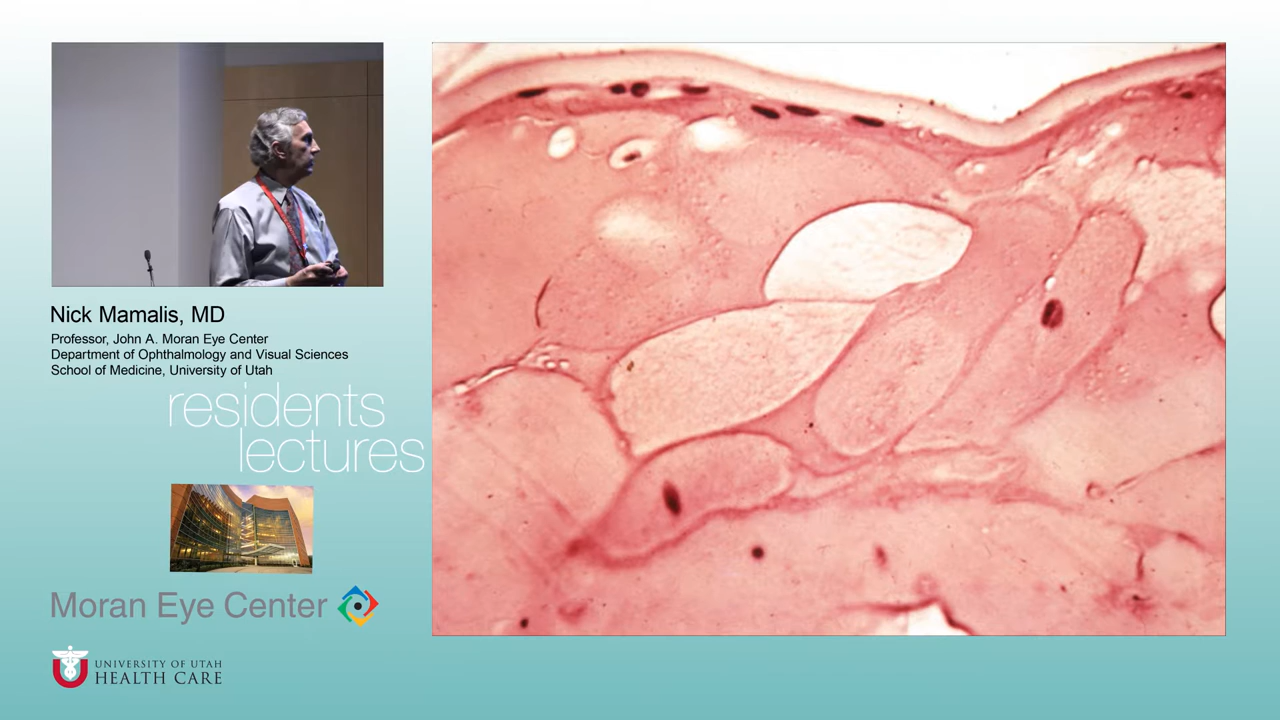 Nick Mamalis, MD
Professor, John A. Moran Eye Center
Department of Ophthalmology and Visual Sciences
School of Medicine, University of Utah
residents
lectures
Moran Eye Center
UNIVERSITY OF UTAH
HEALTH CARE